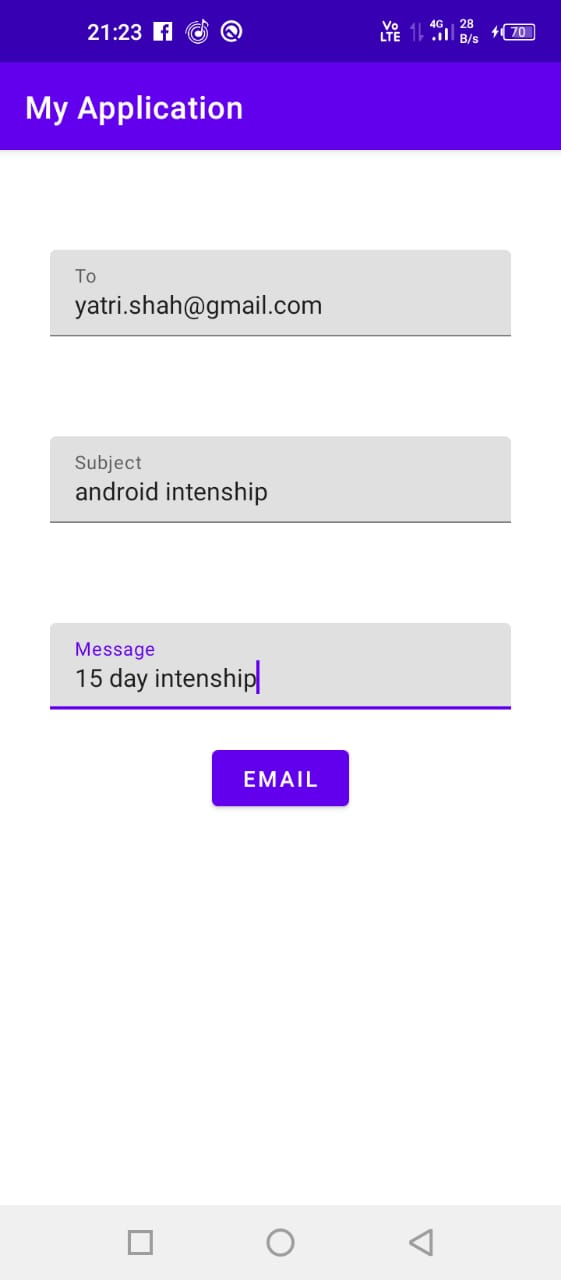 21:23
Vo
LTE
4G
28
B/s
70
My Application
To
yatri.shah@gmail.com
Subject
android intenship
Message
15 day intenship
EMAIL